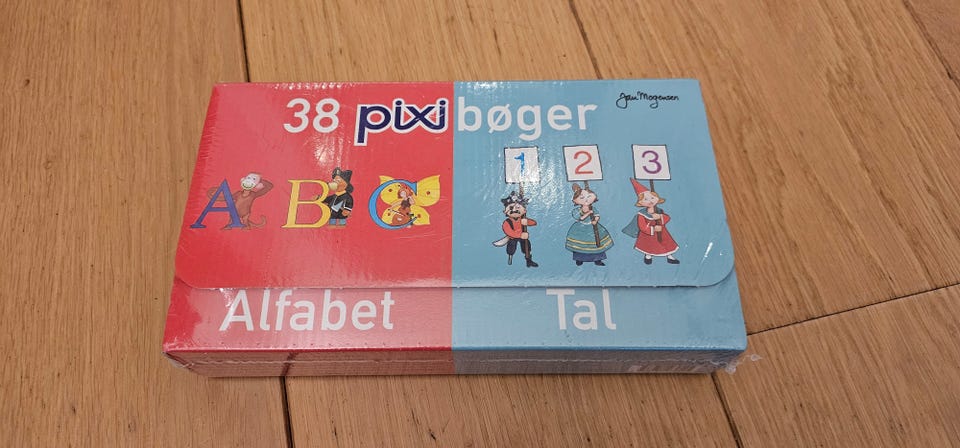 38 pixi bøger
Jan Mogensen
1 2 3
A B C
Alfabet Tal